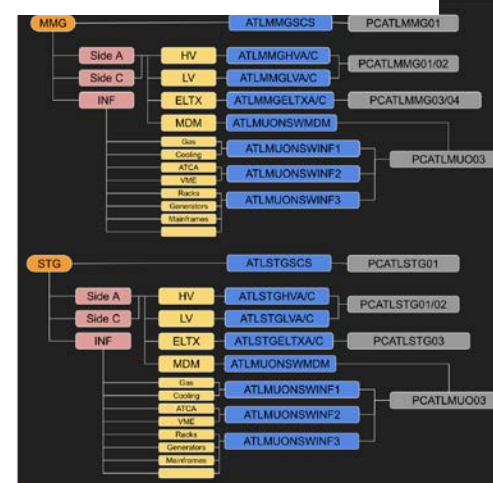 MMG ATLMMGSCS PCATLMMG01
Side A HV ATLMMGHVA/C
PCATLMMG01/02
Side C LV ATLMMGLVA/C
INF ELTX ATLMMGELTXA/C PCATLMMG03/04
MDM ATLMUONSWMDM
Gas
ATLMUONSWINF1
Cooling
PCATLMUO03
ATCA
ATLMUONSWINF2
VME
Racks
ATLMUONSWINF3
Generators
Mainframes
STG ATLSTGSCS PCATLSTG01
Side A HV ATLSTGHVA/C
PCATLSTG01/02
Side C LV ATLSTGLVA/C
INF ELTX ATLSTGELTXA/C PCATLSTG03
MDM ATLMUONSWMDM
Gas
ATLMUONSWINF1
Cooling
PCATLMUO03
ATCA
ATLMUONSWINF2
VME
Racks
ATLMUONSWINF3
Generators
Mainframes